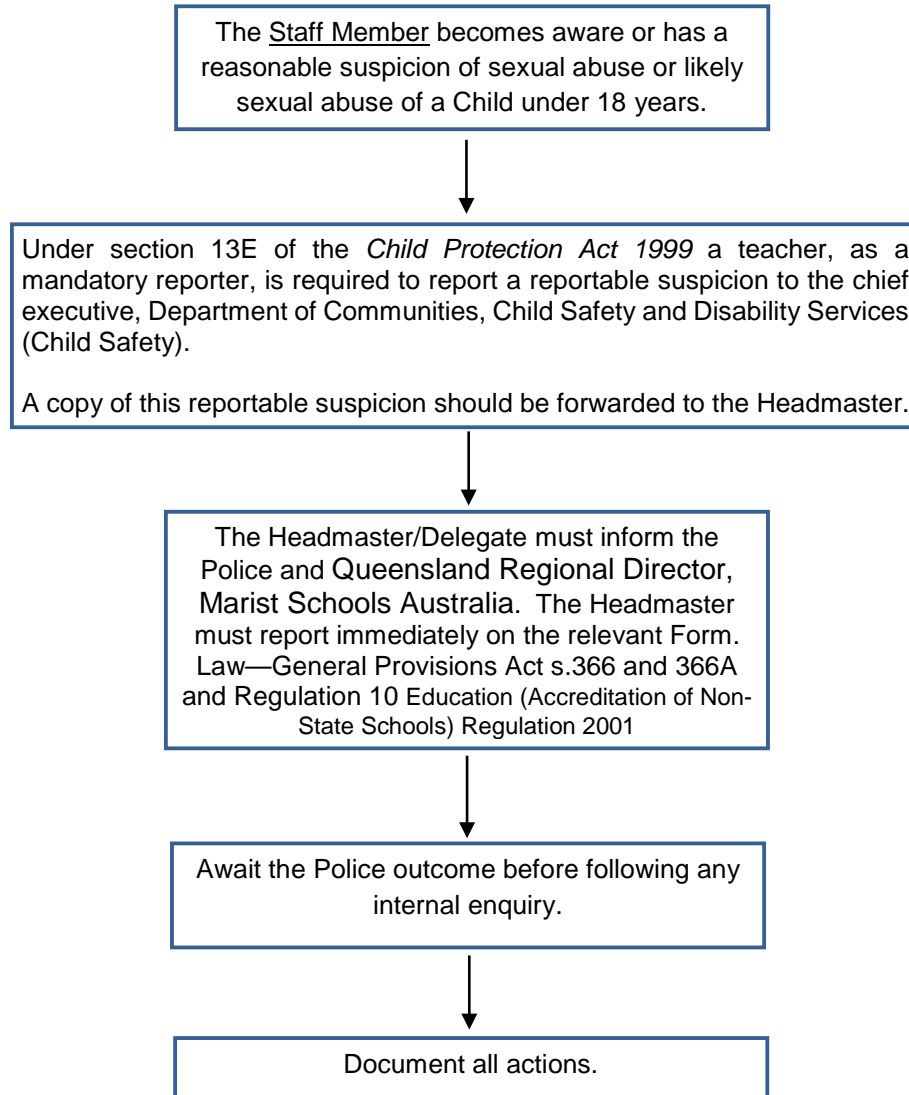 The Staff Member becomes aware or has a
reasonable suspicion of sexual abuse or likely
sexual abuse of a Child under 18 years.
Under section 13E of the Child Protection Act 1999 a teacher, as a
mandatory reporter, is required to report a reportable suspicion to the chief
executive, Department of Communities, Child Safety and Disability Services
(Child Safety).
A copy of this reportable suspicion should be forwarded to the Headmaster.
The Headmaster/Delegate must inform the
Police and Queensland Regional Director,
Marist Schools Australia. The Headmaster
must report immediately on the relevant Form.
Law—General Provisions Act s.366 and 366A
and Regulation 10 Education (Accreditation of Non-
State Schools) Regulation 2001
Await the Police outcome before following any
internal enquiry.
Document all actions.